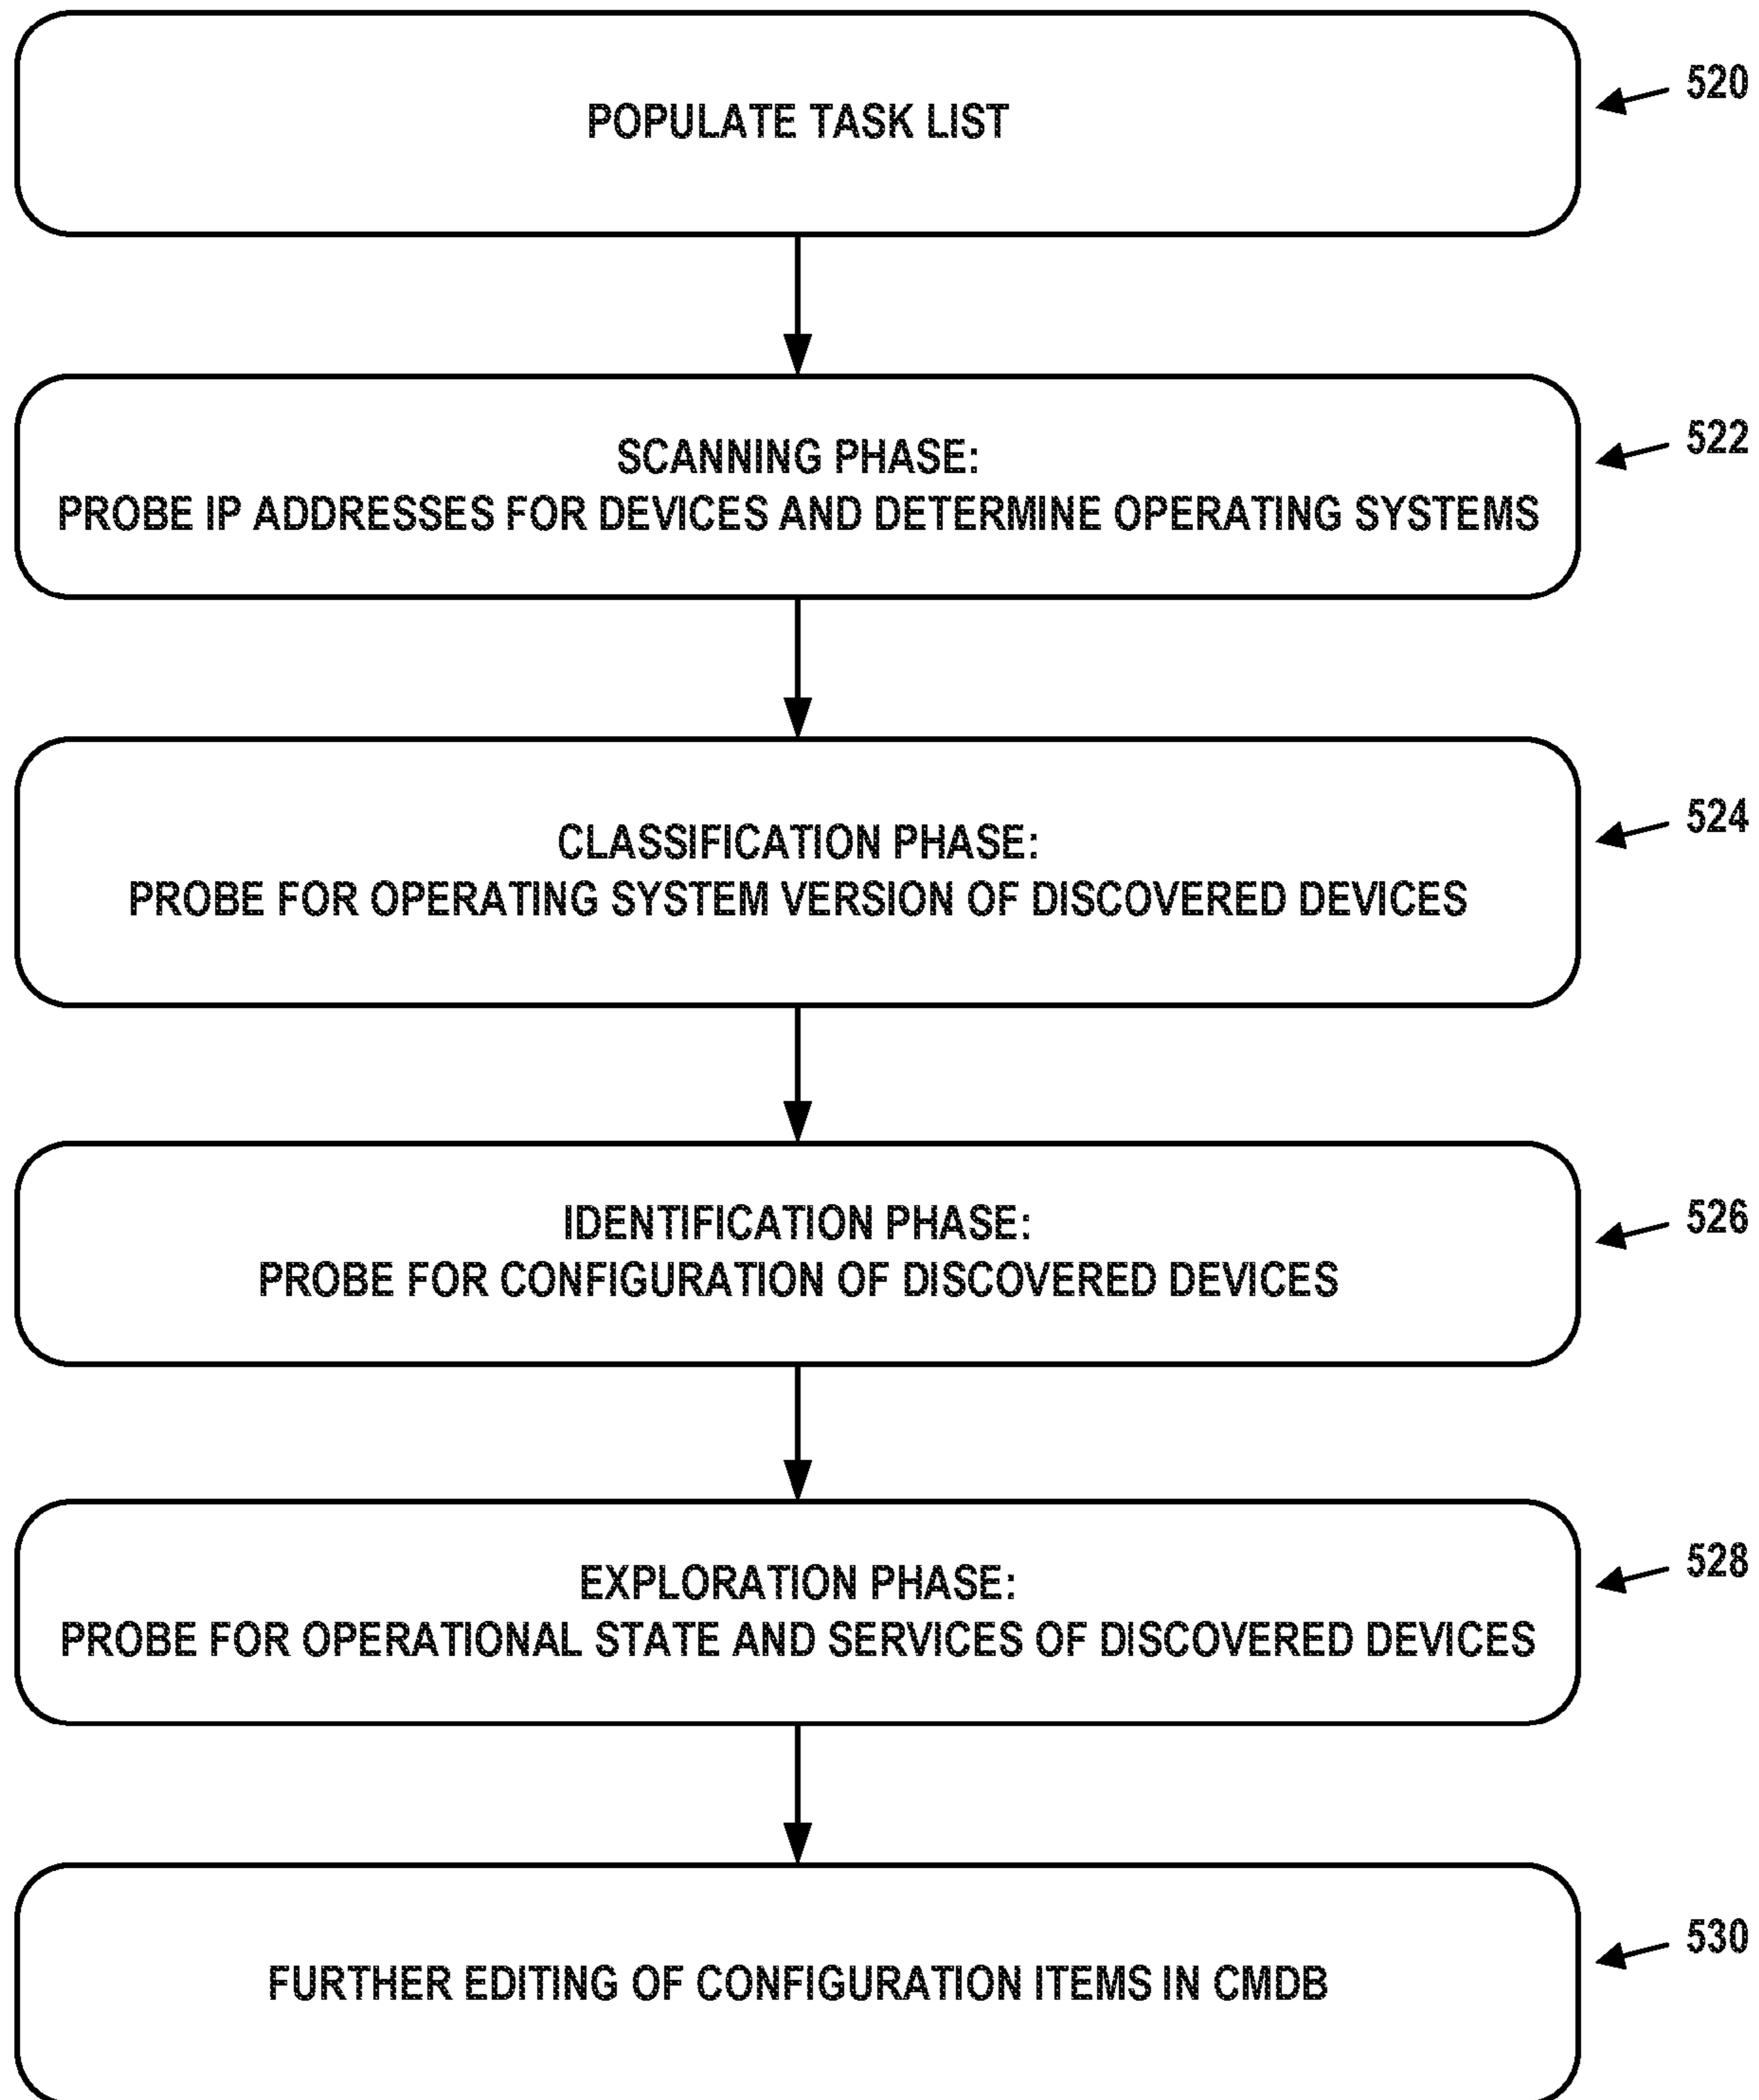 POPULATE TASK LIST
520
SCANNING PHASE:
PROBE IP ADDRESSES FOR DEVICES AND DETERMINE OPERATING SYSTEMS
522
CLASSIFICATION PHASE:
PROBE FOR OPERATING SYSTEM VERSION OF DISCOVERED DEVICES
524
IDENTIFICATION PHASE:
PROBE FOR CONFIGURATION OF DISCOVERED DEVICES
526
EXPLORATION PHASE:
PROBE FOR OPERATIONAL STATE AND SERVICES OF DISCOVERED DEVICES
528
FURTHER EDITING OF CONFIGURATION ITEMS IN CMDB
530